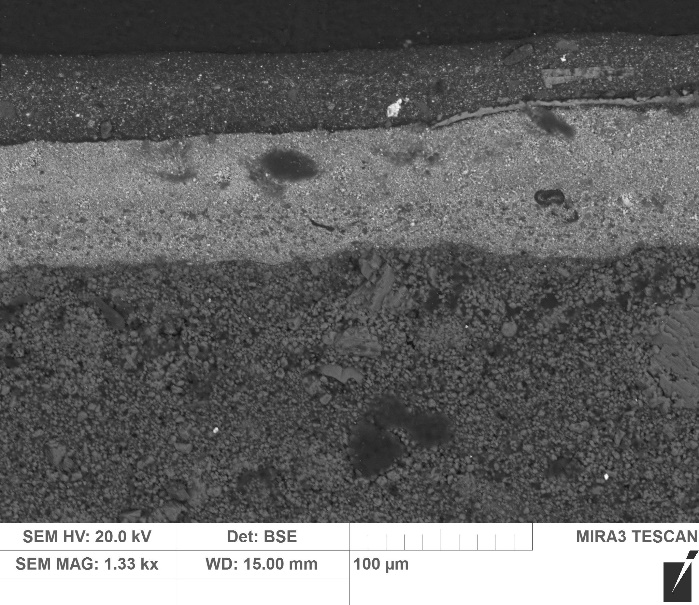 SEM HV: 20.0 kV Det: BSE MIRA3 TESCAN
SEM MAG: 1.33 kx WD: 15.00 mm 100 µm